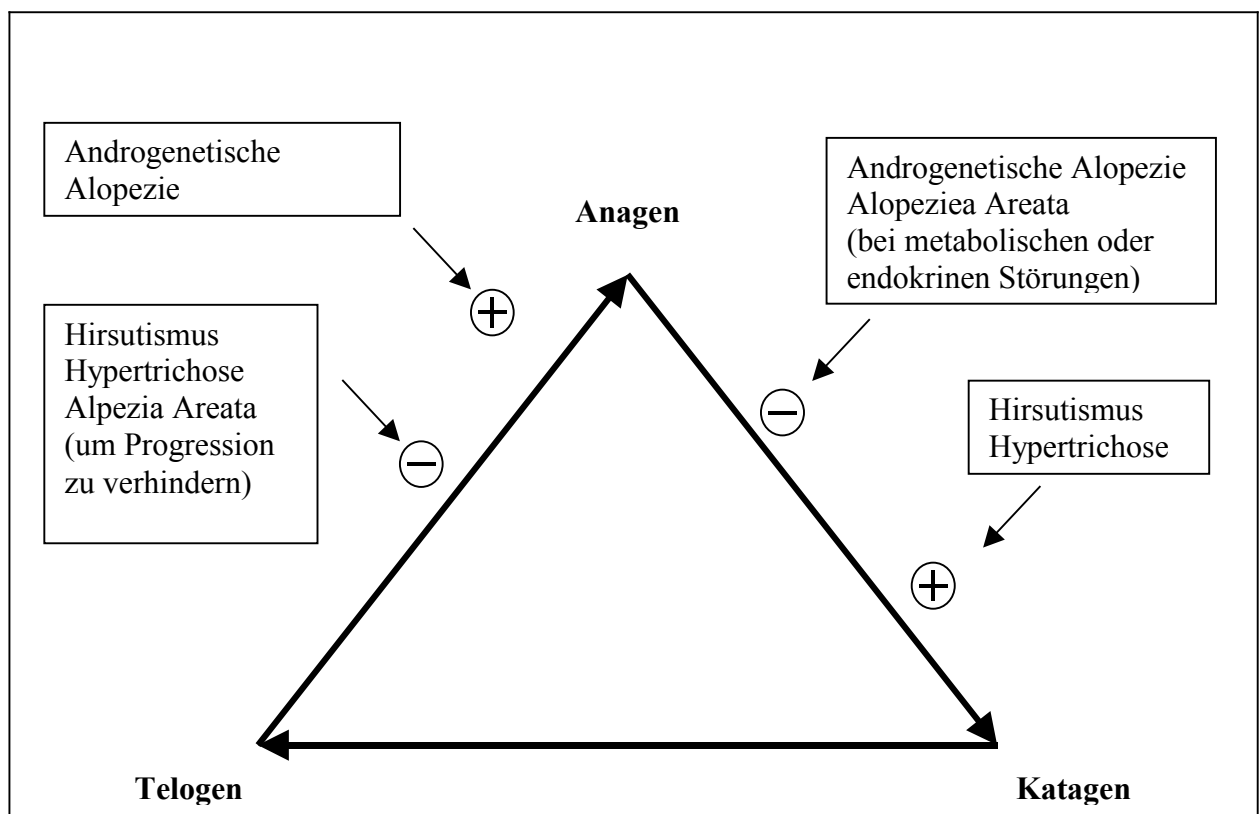 Androgenetische
Alopezie
Anagen
Androgenetische Alopezie
Alopeziea Areata
(bei metabolischen oder
endokrinen Störungen)
+
Hirsutismus
Hypertrichose
Alpezia Areata
(um Progression
zu verhindern)
−
−
Hirsutismus
Hypertrichose
+
Telogen
Katagen